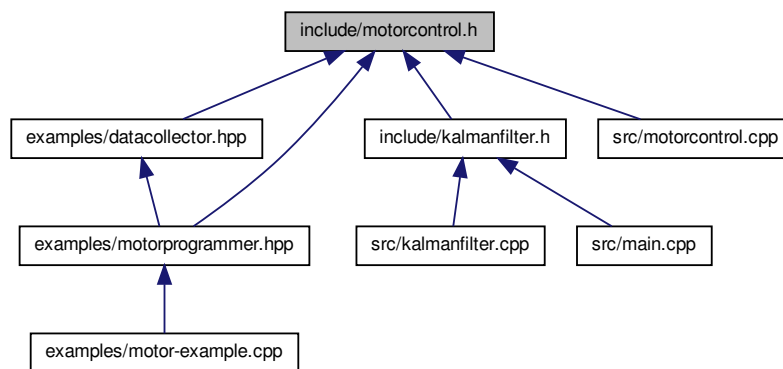 include/motorcontrol.h
examples/datacollector.hpp
include/kalmanfilter.h
src/motorcontrol.cpp
examples/motorprogrammer.hpp
src/kalmanfilter.cpp
src/main.cpp
examples/motor-example.cpp